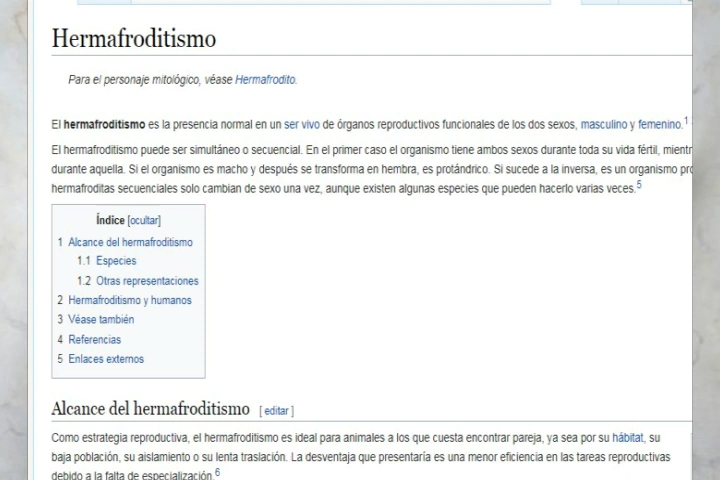 Hermafroditismo
Para el personaje mitológico, véase Hermafrodito.
El hermafroditismo es la presencia normal en un ser vivo de órganos reproductivos funcionales de los dos sexos, masculino y femenino.1
El hermafroditismo puede ser simultáneo o secuencial. En el primer caso el organismo tiene ambos sexos durante toda su vida fértil, mientr
durante aquella. Si el organismo es macho y después se transforma en hembra, es protándrico. Si sucede a la inversa, es un organismo pro
hermafroditas secuenciales solo cambian de sexo una vez, aunque existen algunas especies que pueden hacerlo varias veces.5
Índice [ocultar]
1 Alcance del hermafroditismo
1.1 Especies
1.2 Otras representaciones
2 Hermafroditismo y humanos
3 Véase también
4 Referencias
5 Enlaces externos
Alcance del hermafroditismo [ editar ]
Como estrategia reproductiva, el hermafroditismo es ideal para animales a los que cuesta encontrar pareja, ya sea por su hábitat, su
baja población, su aislamiento o su lenta traslación. La desventaja que presentaría es una menor eficiencia en las tareas reproductivas
debido a la falta de especialización.6